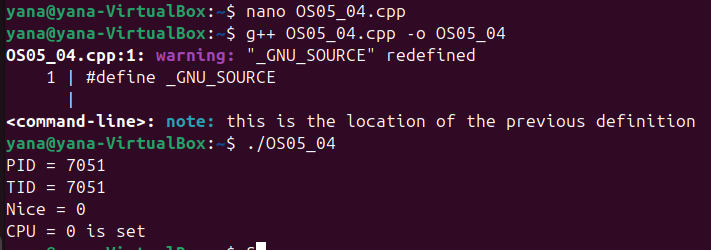 yana@yana-VirtualBox:~$ nano OS05_04.cpp
yana@yana-VirtualBox:~$ g++ OS05_04.cpp -o OS05_04
OS05_04.cpp:1: warning: "_GNU_SOURCE" redefined
    1 | #define _GNU_SOURCE
      |
<command-line>: note: this is the location of the previous definition
yana@yana-VirtualBox:~$ ./OS05_04
PID = 7051
TID = 7051
Nice = 0
CPU = 0 is set